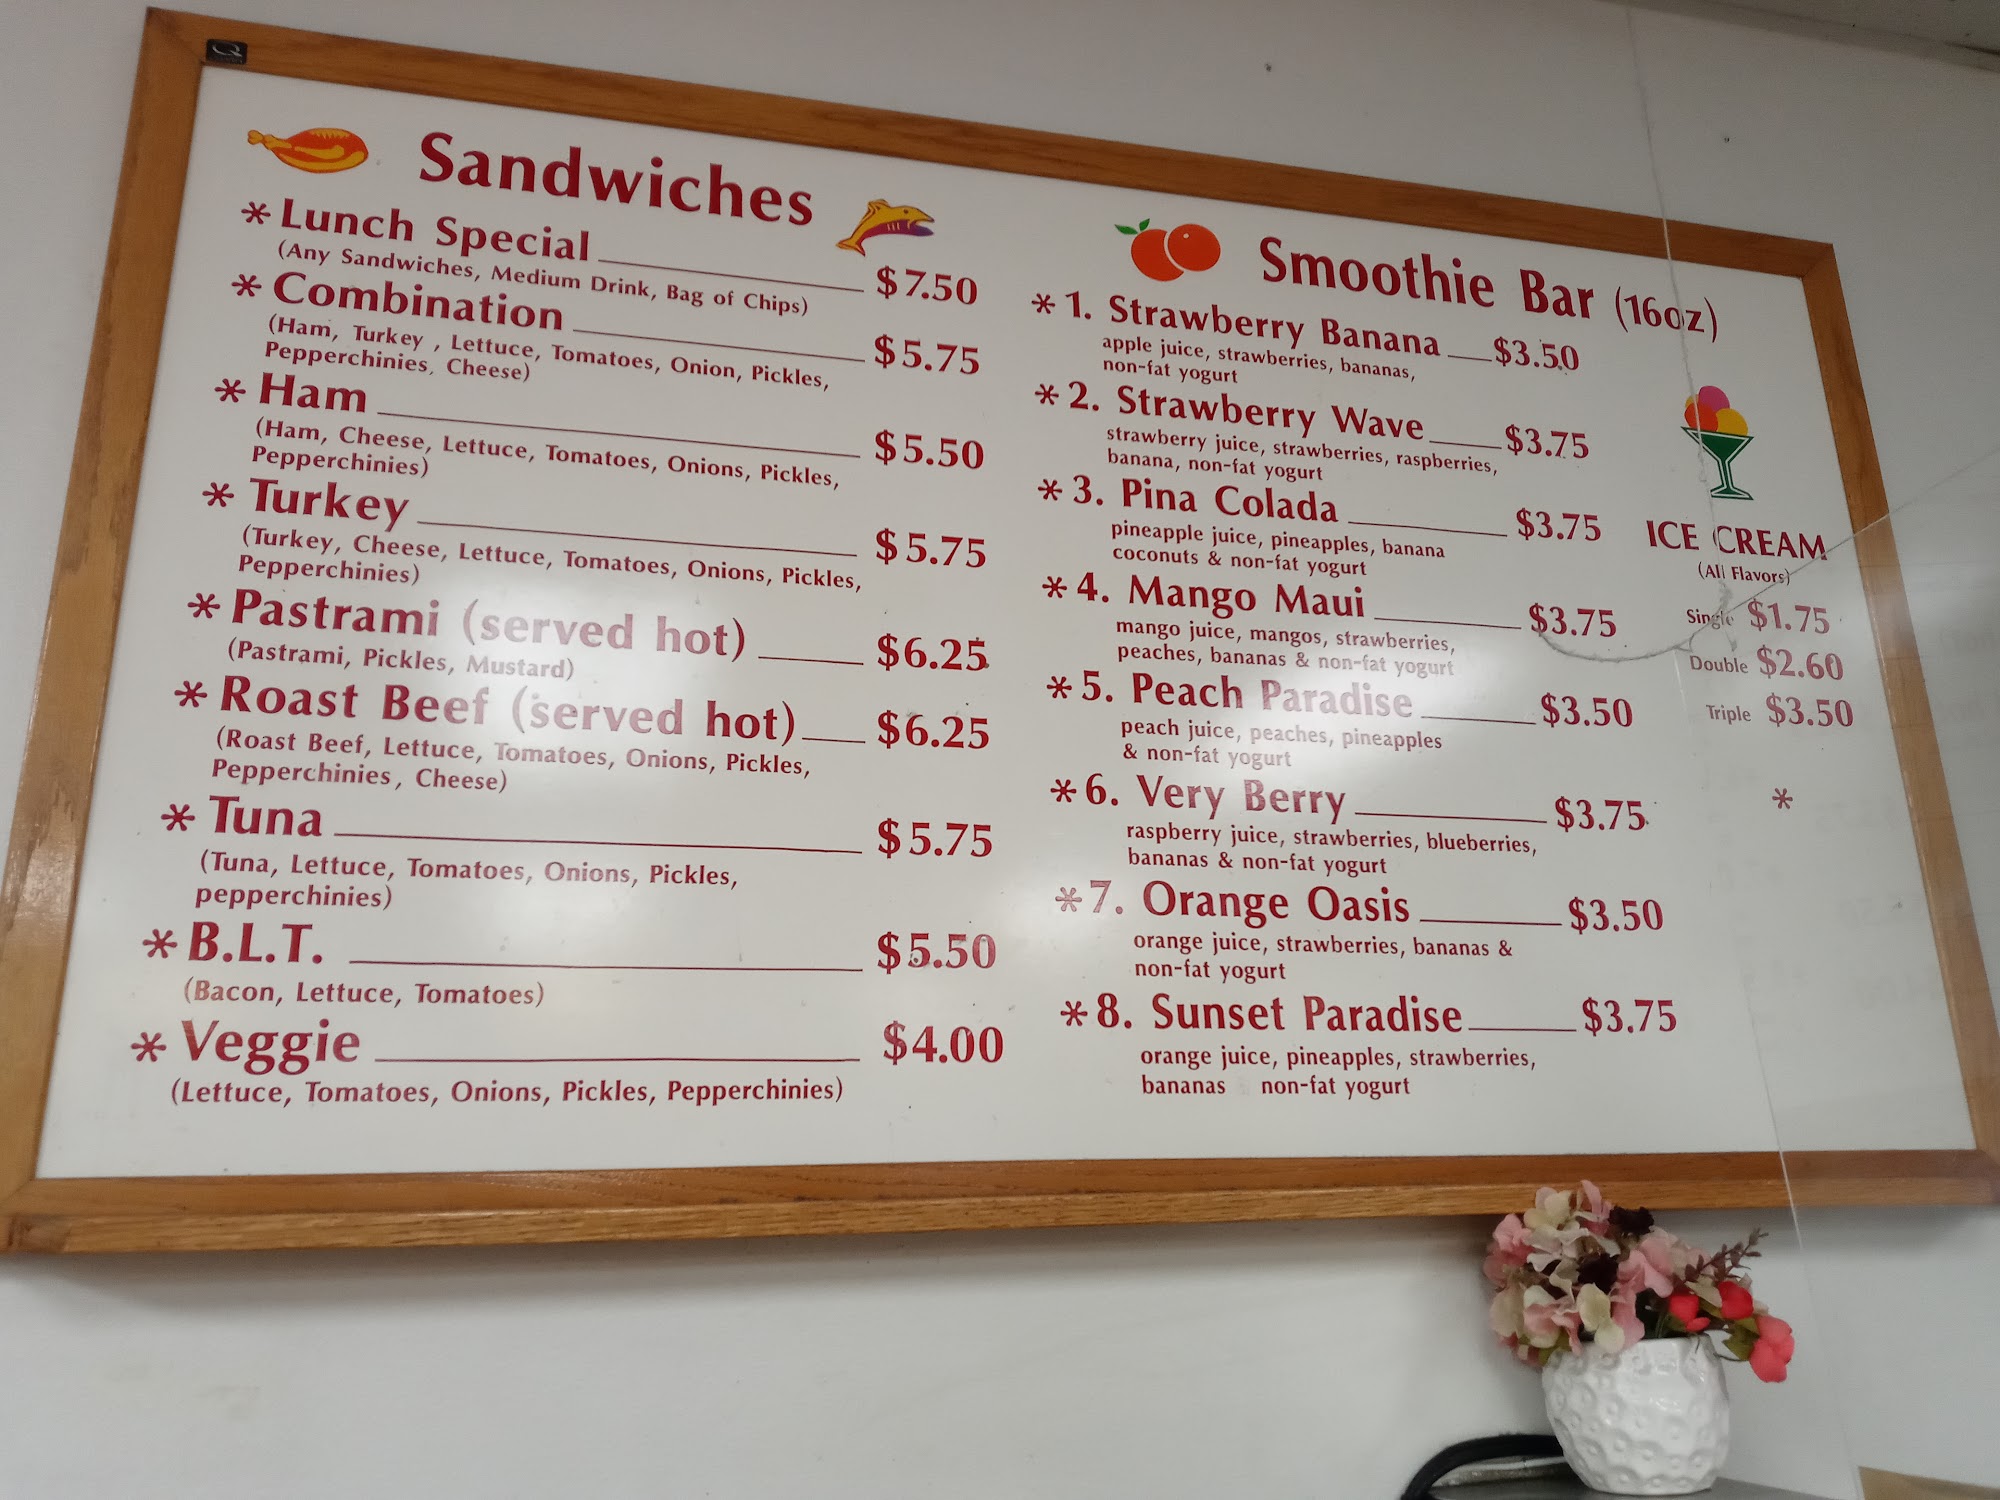 Sandwiches
* Lunch Special $7.50
(Any Sandwiches, Medium Drink, Bag of Chips)
* Combination $5.75
(Ham, Turkey , Lettuce, Tomatoes, Onion, Pickles,
Pepperchinies, Cheese)
* Ham $5.50
(Ham, Cheese, Lettuce, Tomatoes, Onions, Pickles,
Pepperchinies)
* Turkey $5.75
(Turkey, Cheese, Lettuce, Tomatoes, Onions, Pickles,
Pepperchinies)
* Pastrami (served hot) $6.25
(Pastrami, Pickles, Mustard)
* Roast Beef (served hot) $6.25
(Roast Beef, Lettuce, Tomatoes, Onions, Pickles,
Pepperchinies, Cheese)
* Tuna $5.75
(Tuna, Lettuce, Tomatoes, Onions, Pickles,
pepperchinies)
* B.L.T. $5.50
(Bacon, Lettuce, Tomatoes)
* Veggie $4.00
(Lettuce, Tomatoes, Onions, Pickles, Pepperchinies)
Smoothie Bar (16oz)
* 1. Strawberry Banana $3.50
apple juice, strawberries, bananas,
non-fat yogurt
* 2. Strawberry Wave $3.75
strawberry juice, strawberries, raspberries,
banana, non-fat yogurt
* 3. Pina Colada $3.75
pineapple juice, pineapples, banana
coconuts & non-fat yogurt
* 4. Mango Maui $3.75
mango juice, mangos, strawberries,
peaches, bananas & non-fat yogurt
* 5. Peach Paradise $3.50
peach juice, peaches, pineapples
& non-fat yogurt
* 6. Very Berry $3.75
raspberry juice, strawberries, blueberries,
bananas & non-fat yogurt
* 7. Orange Oasis $3.50
orange juice, strawberries, bananas &
non-fat yogurt
* 8. Sunset Paradise $3.75
orange juice, pineapples, strawberries,
bananas non-fat yogurt
ICE CREAM
(All Flavors)
Single $1.75
Double $2.60
Triple $3.50
*